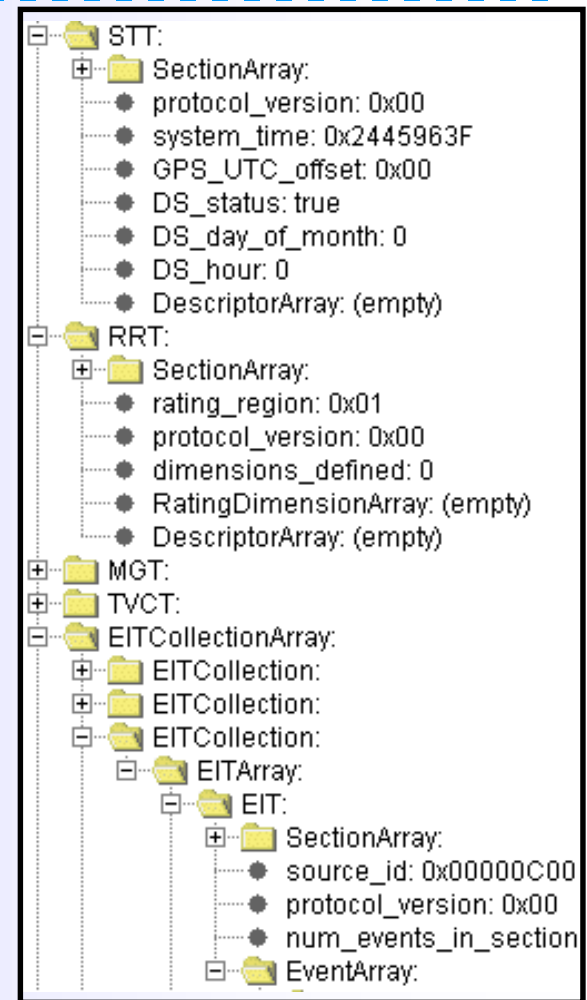 STT:
SectionArray:
protocol_version: 0x00
system_time: 0x2445963F
GPS_UTC_offset: 0x00
DS_status: true
DS_day_of_month: 0
DS_hour: 0
DescriptorArray: (empty)
RRT:
SectionArray:
rating_region: 0x01
protocol_version: 0x00
dimensions_defined: 0
RatingDimensionArray: (empty)
DescriptorArray: (empty)
MGT:
TVCT:
EITCollectionArray:
EITCollection:
EITCollection:
EITCollection:
EITArray:
EIT:
SectionArray:
source_id: 0x00000C00
protocol_version: 0x00
num_events_in_section
EventArray: